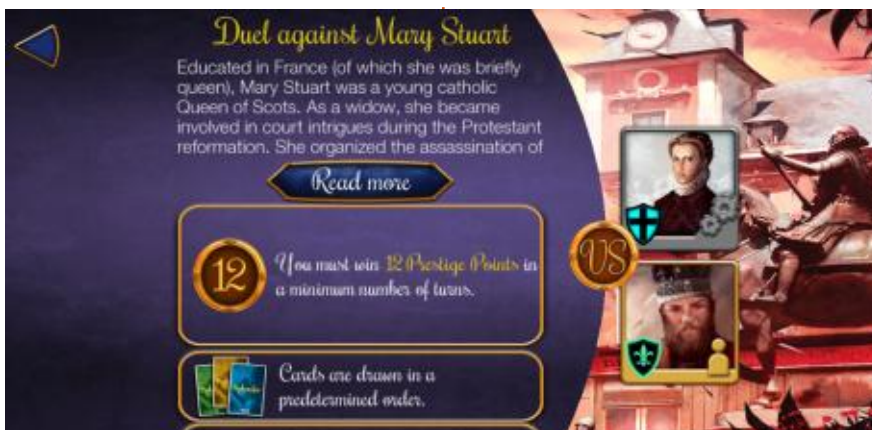 Duel against Mary Stuart
Educated in France (of which she was briefly
queen), Mary Stuart was a young catholic
Queen of Scots. As a widow, she became
involved in court intrigues during the Protestant
reformation. She organized the assassination of
Read more
12
You must win 12 Prestige Points in
a minimum number of turns.
VS
Cards are drawn in a
predetermined order.